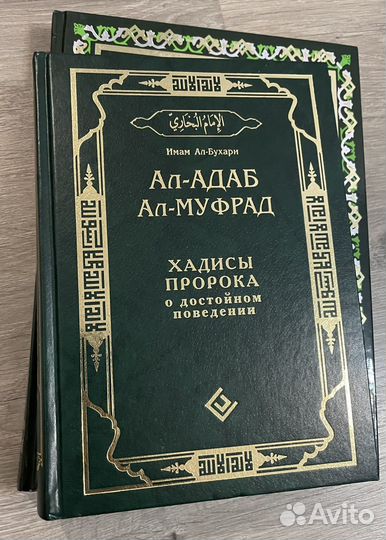 الإمام البخاري
Имам Ал-Бухари
Ал-АДАБ
Ал-МУФРАД
ХАДИСЫ
ПРОРОКА
о достойном
поведении
Avito